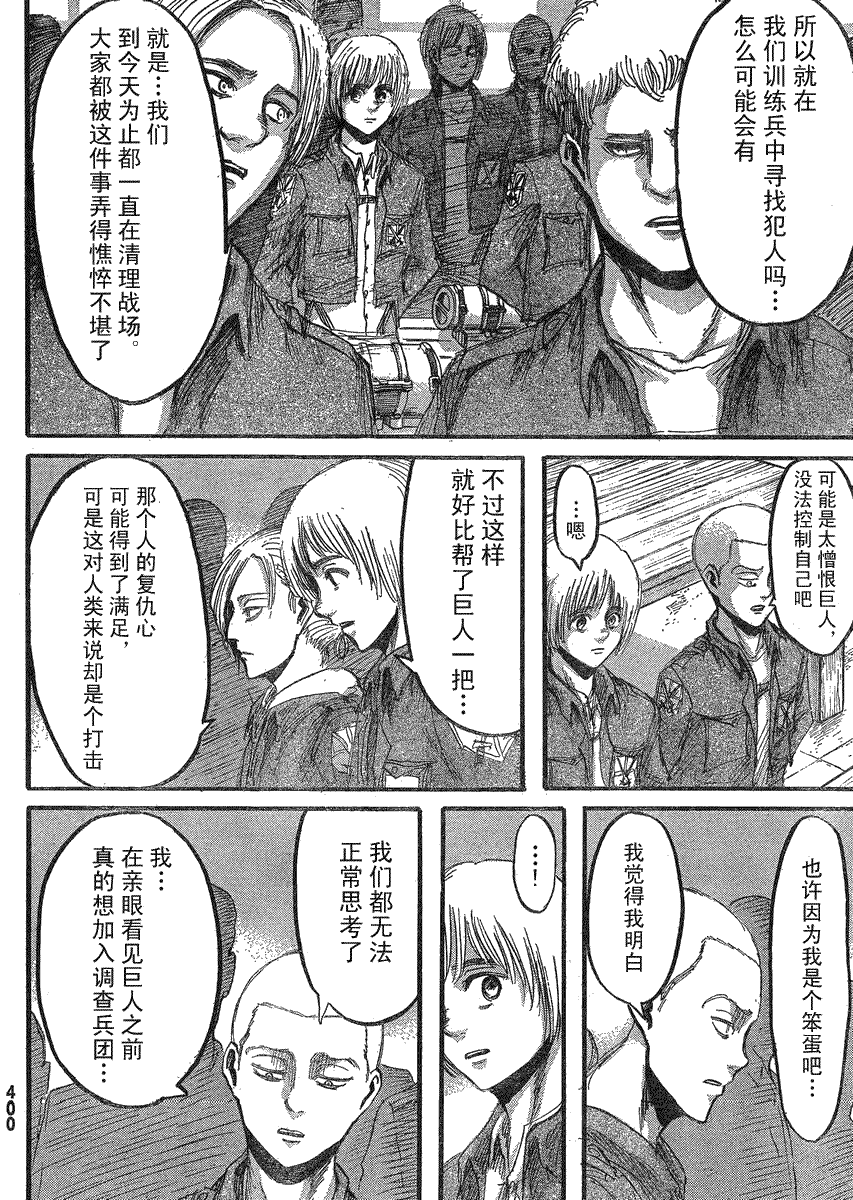 所以就在
我们训练兵中寻找犯人吗…
怎么可能会有
就是…我们
到今天为止都一直在清理战场。
大家都被这件事弄得憔悴不堪了
可能是太憎恨巨人,
没法控制自己吧
…嗯
不过这样
就好比帮了巨人一把…
那个人的复仇心
可能得到了满足,
可是这对人类来说却是个打击
也许因为我是个笨蛋吧…
我觉得我明白
…!
我们都无法
正常思考了
我…
在亲眼看见巨人之前
真的想加入调查兵团…
400